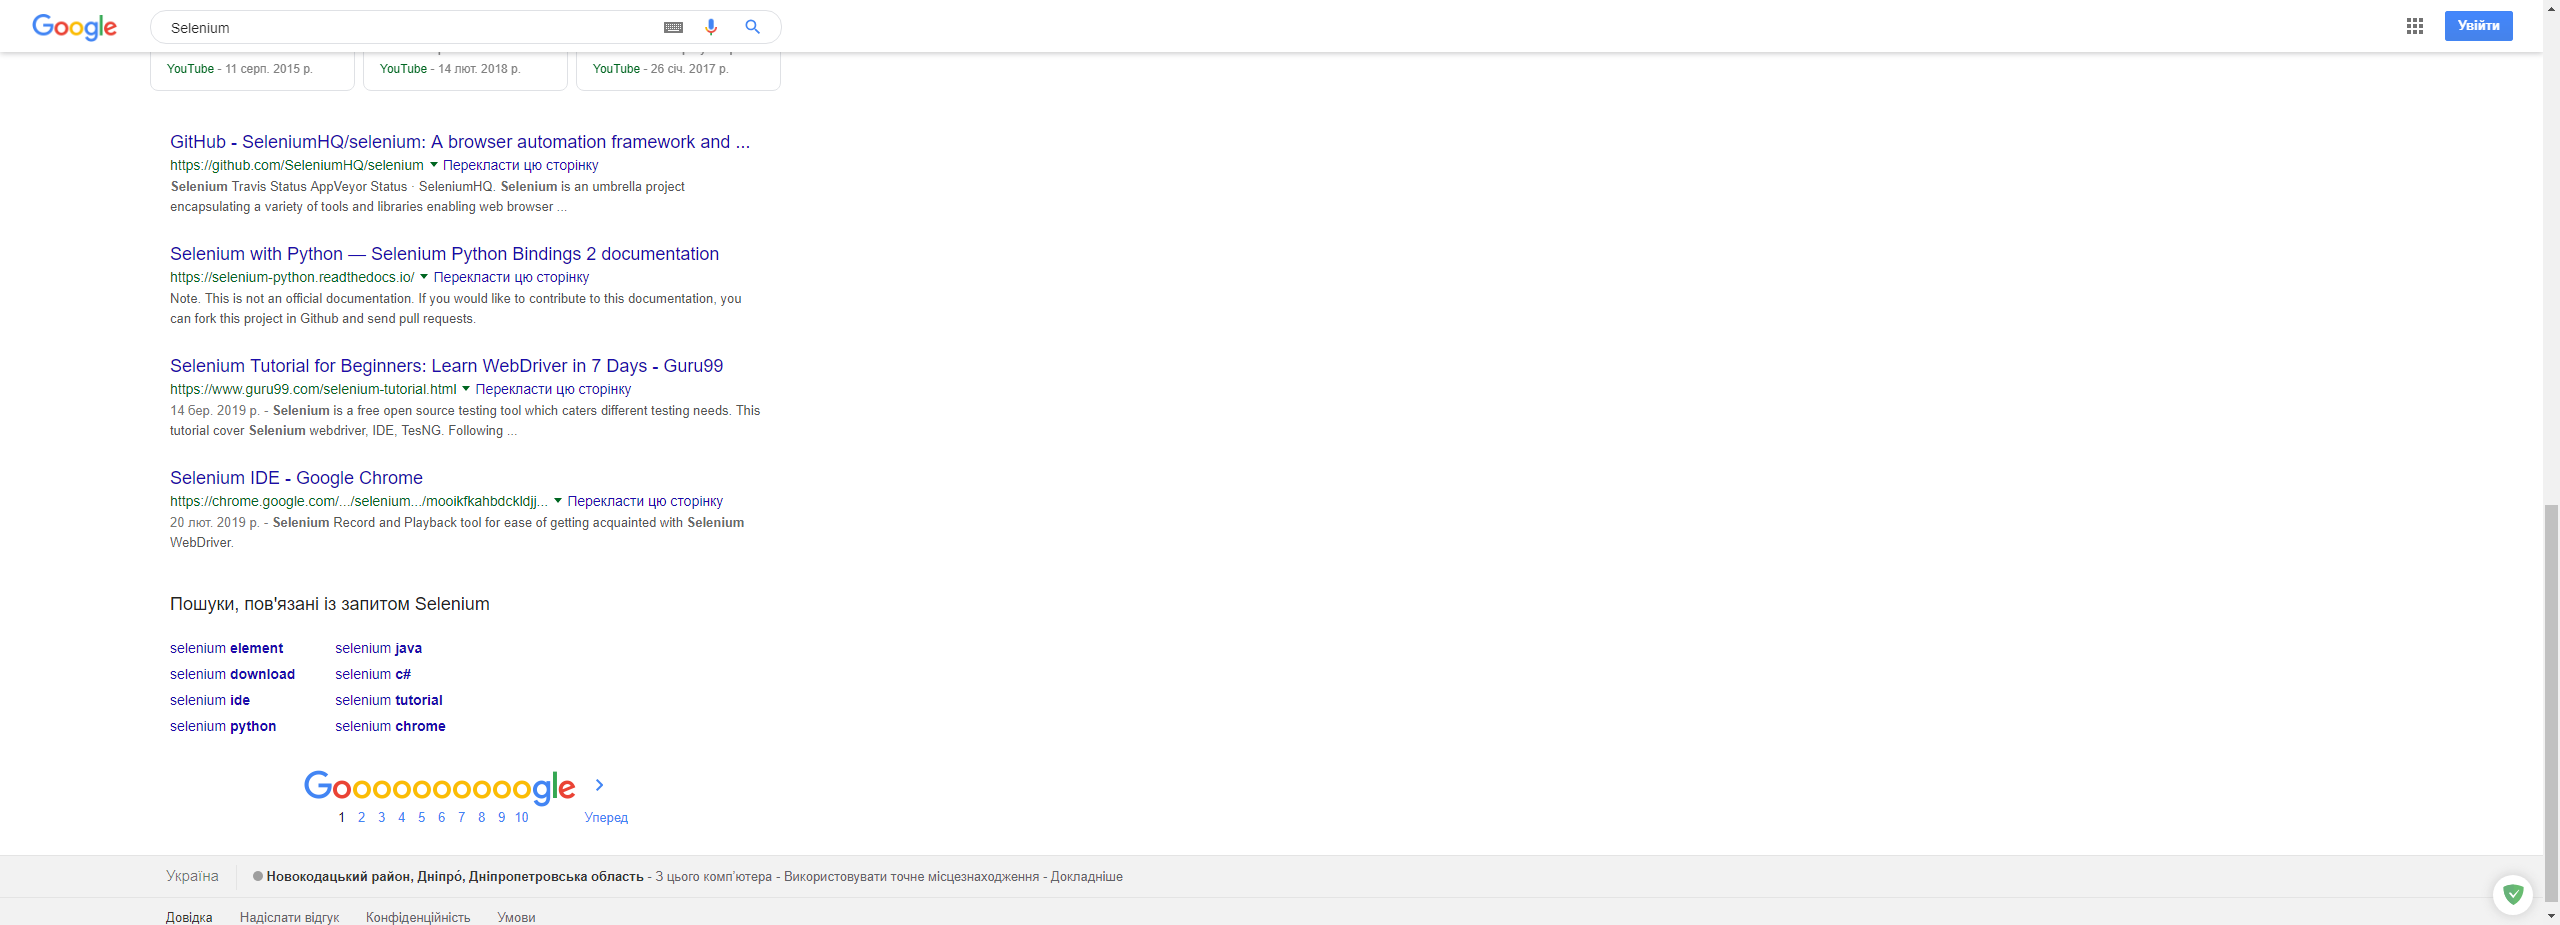 Google
Selenium
Увійти
YouTube - 11 серп. 2015 р.
YouTube - 14 лют. 2018 р.
YouTube - 26 січ. 2017 р.
GitHub - SeleniumHQ/selenium: A browser automation framework and ...
https://github.com/SeleniumHQ/selenium Перекласти цю сторінку
Selenium Travis Status AppVeyor Status · SeleniumHQ. Selenium is an umbrella project
encapsulating a variety of tools and libraries enabling web browser ...
Selenium with Python — Selenium Python Bindings 2 documentation
https://selenium-python.readthedocs.io/ Перекласти цю сторінку
Note. This is not an official documentation. If you would like to contribute to this documentation, you
can fork this project in Github and send pull requests.
Selenium Tutorial for Beginners: Learn WebDriver in 7 Days - Guru99
https://www.guru99.com/selenium-tutorial.html Перекласти цю сторінку
14 бер. 2019 р. - Selenium is a free open source testing tool which caters different testing needs. This
tutorial cover Selenium webdriver, IDE, TesNG. Following ...
Selenium IDE - Google Chrome
https://chrome.google.com/.../selenium.../mooikfkahbdckldjj... Перекласти цю сторінку
20 лют. 2019 р. - Selenium Record and Playback tool for ease of getting acquainted with Selenium
WebDriver.
Пошуки, пов'язані із запитом Selenium
selenium element selenium java
selenium download selenium c#
selenium ide selenium tutorial
selenium python selenium chrome
Goooooooooogle
1 2 3 4 5 6 7 8 9 10 Уперед
Україна Новокодацький район, Дніпро́, Дніпропетровська область - З цього комп’ютера - Використовувати точне місцезнаходження - Докладніше
Довідка Надіслати відгук Конфіденційність Умови